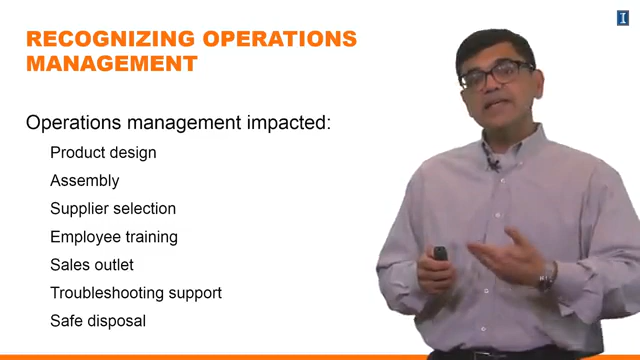 RECOGNIZING OPERATIONS
MANAGEMENT
Operations management impacted:
Product design
Assembly
Supplier selection
Employee training
Sales outlet
Troubleshooting support
Safe disposal
I